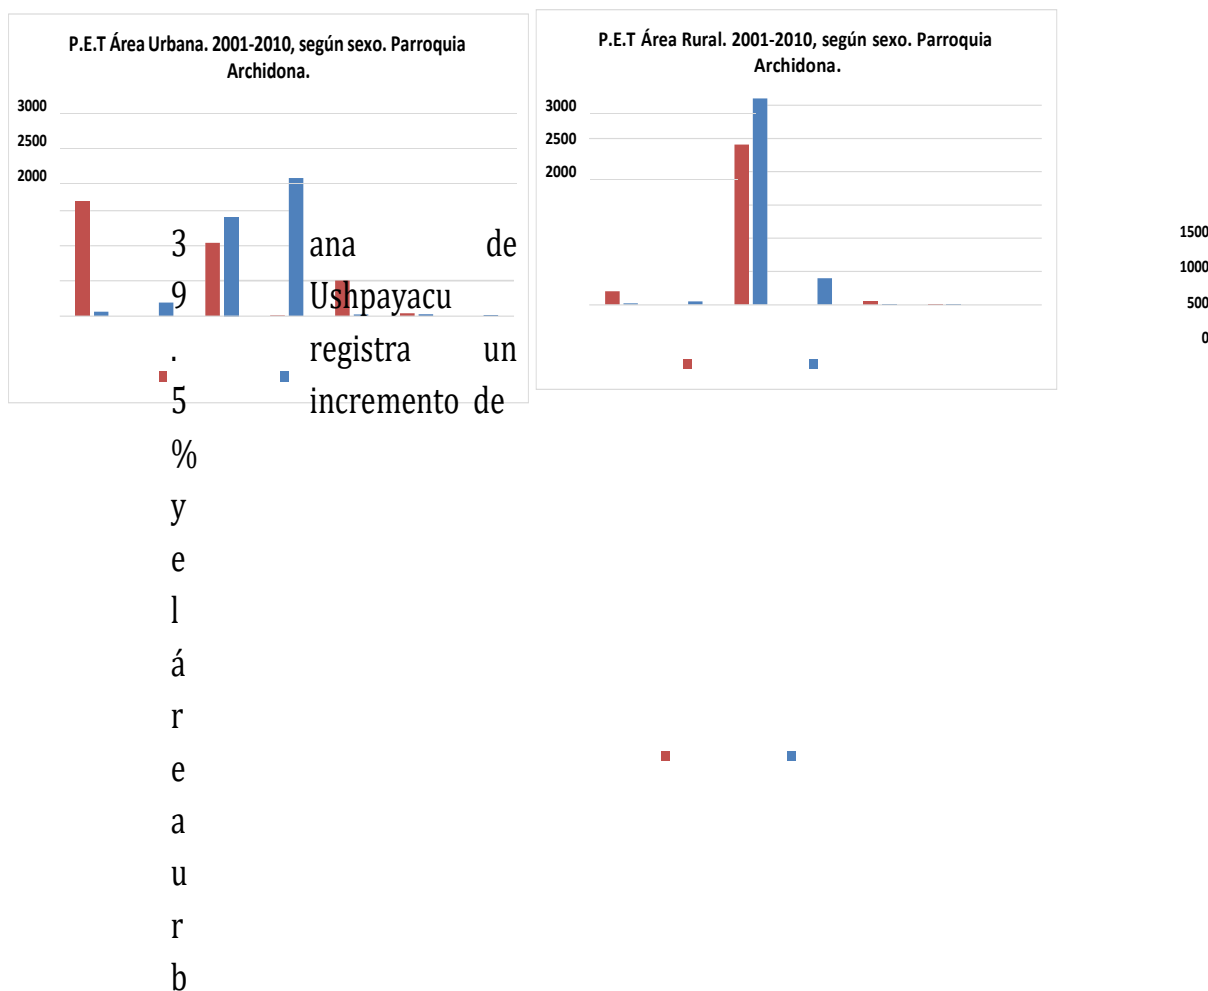 P.E.T Área Urbana. 2001-2010, según sexo. Parroquia
Archidona.
3000
2500
2000
P.E.T Área Rural. 2001-2010, según sexo. Parroquia
Archidona.
3000
2500
2000
1500
1000
500
0
3
9
.
5
%
y
e
l
á
r
e
a
u
r
b
ana de
Ushpayacu
registra un
incremento de